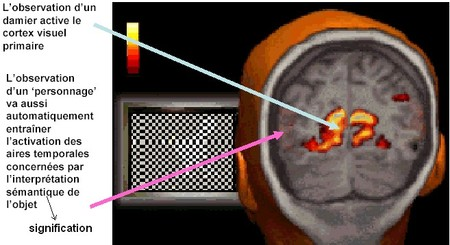 L’observation d’un
damier active le
cortex visuel
primaire
L’observation
d’un ‘personnage’
va aussi
automatiquement
entraîner
l’activation des
aires temporales
concernées par
l’interprétation
sémantique de
l’objet
signification